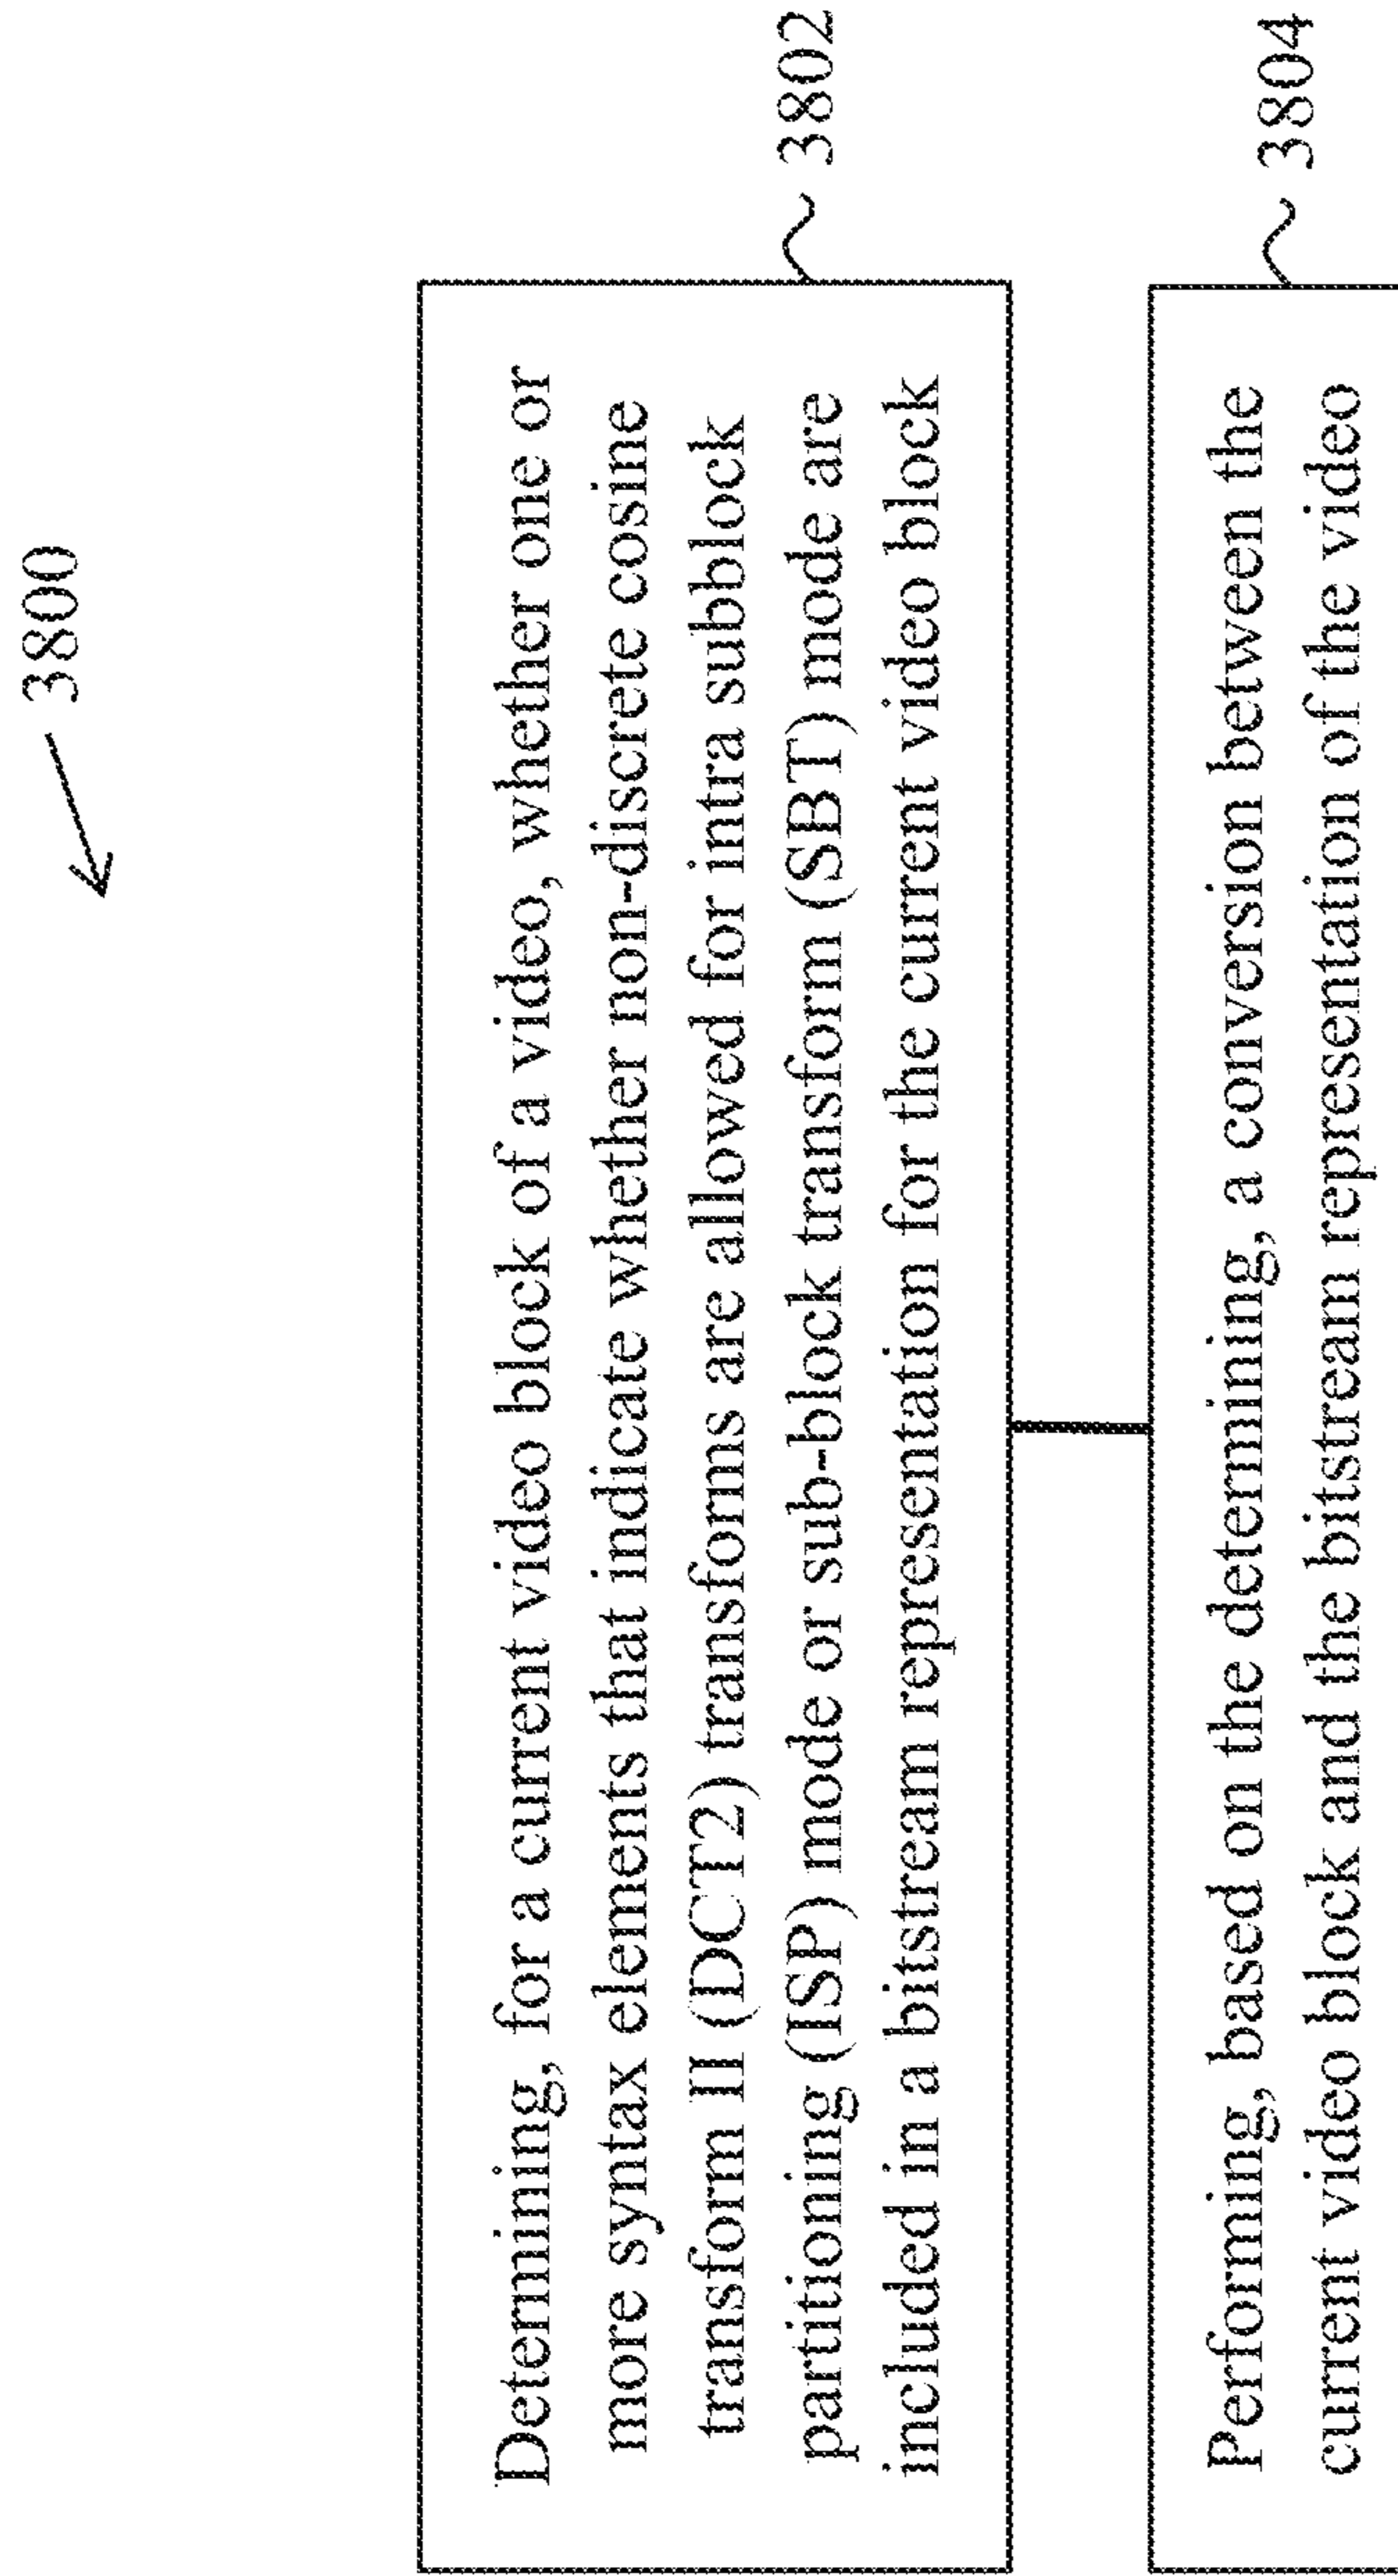 3800
Determining, for a current video block of a video, whether one or
more syntax elements that indicate whether non-discrete cosine
transform II (DCT2) transforms are allowed for intra subblock
partitioning (ISP) mode or sub-block transform (SBT) mode are
included in a bitstream representation for the current video block
3802
Performing, based on the determining, a conversion between the
current video block and the bitstream representation of the video
3804